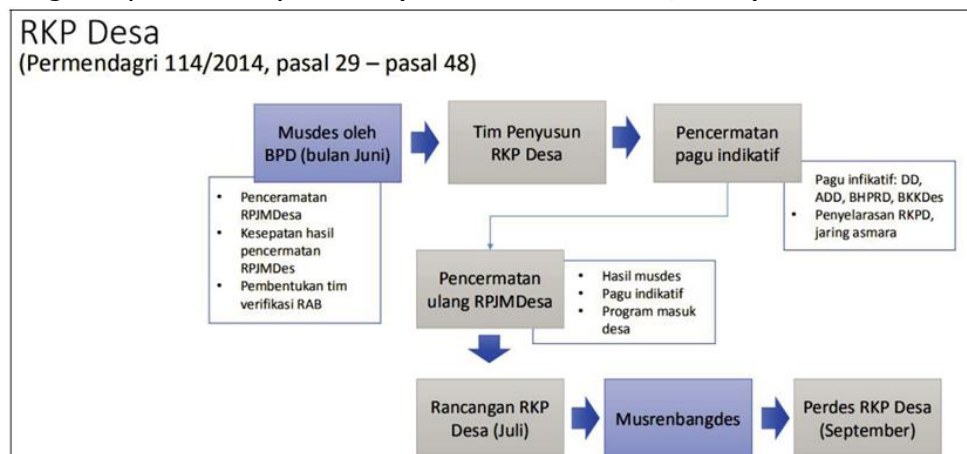 RKP Desa
(Permendagri 114/2014, pasal 29 – pasal 48)
Musdes oleh
BPD (bulan Juni)
Tim Penyusun
RKP Desa
Pencermatan
pagu indikatif
• Penceramatan
RPJMDesa
• Kesepatan hasil
pencermatan
RPJMDes
• Pembentukan tim
verifikasi RAB
Pagu infikatif: DD,
ADD, BHPRD, BKKDes
• Penyelarasan RKPD,
jaring asmara
Pencermatan
ulang RPJMDesa
• Hasil musdes
• Pagu indikatif
• Program masuk
desa
Rancangan RKP
Desa (Juli)
Musrenbangdes
Perdes RKP Desa
(September)